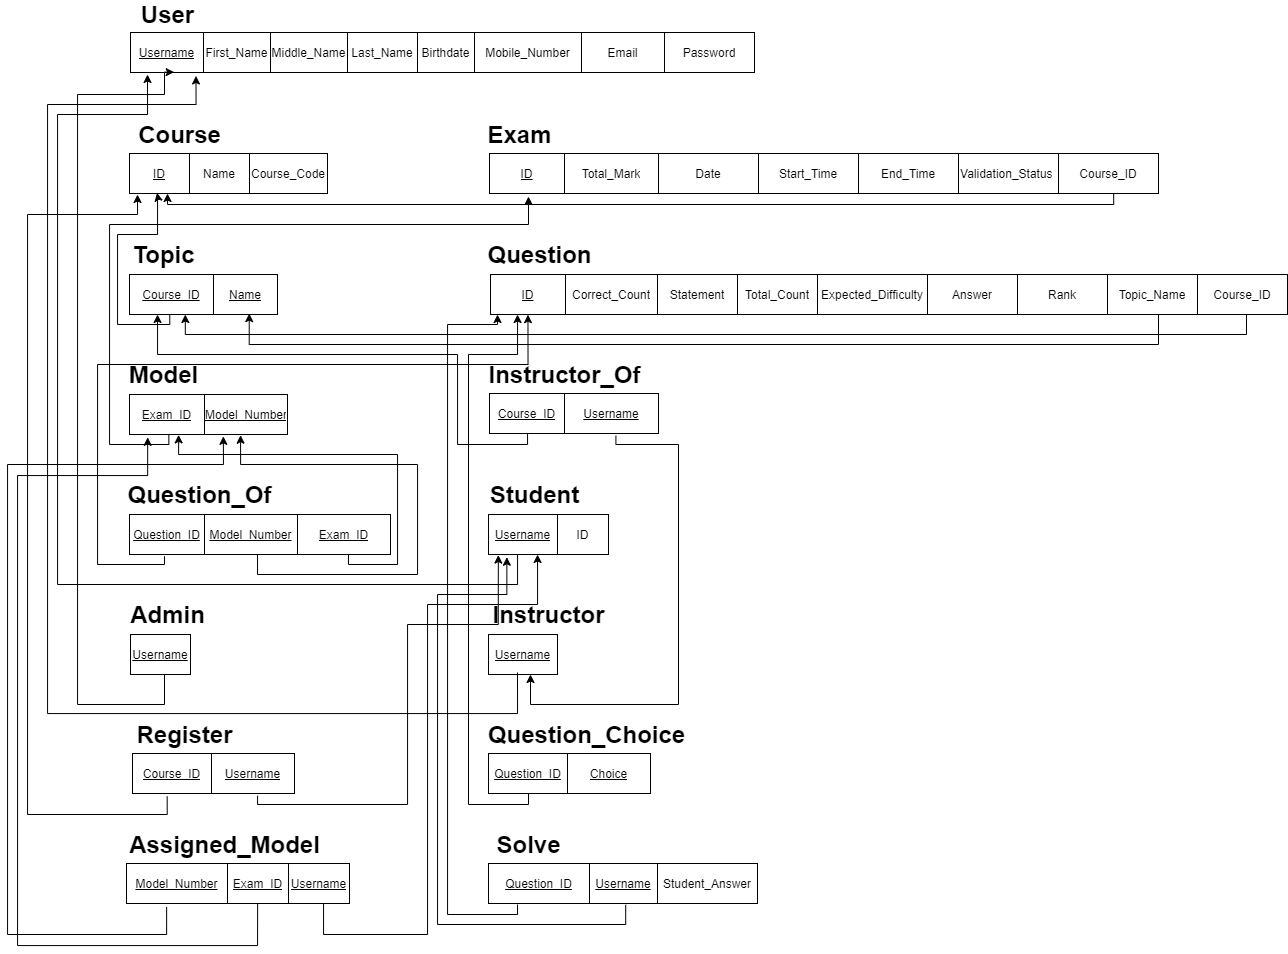 User
Username First_Name Middle_Name Last_Name Birthdate Mobile_Number Email Password
Course
ID Name Course_Code
Exam
ID Total_Mark Date Start_Time End_Time Validation_Status Course_ID
Topic
Course_ID Name
Question
ID Correct_Count Statement Total_Count Expected_Difficulty Answer Rank Topic_Name Course_ID
Model
Exam_ID Model_Number
Instructor_Of
Course_ID Username
Question_Of
Question_ID Model_Number Exam_ID
Student
Username ID
Admin
Username
Instructor
Username
Register
Course_ID Username
Question_Choice
Question_ID Choice
Assigned_Model
Model_Number Exam_ID Username
Solve
Question_ID Username Student_Answer